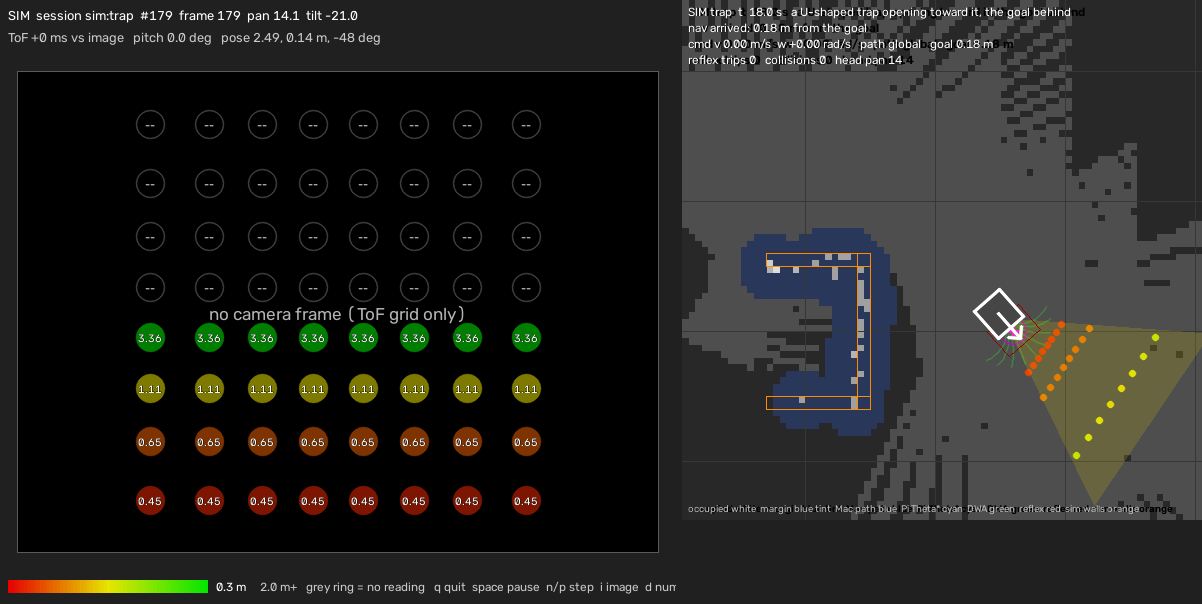 SIM  session sim:trap  #179  frame 179  pan 14.1  tilt -21.0
ToF +0 ms vs image   pitch 0.0 deg   pose 2.49, 0.14 m, -48 deg
-- -- -- -- -- -- -- --
-- -- -- -- -- -- -- --
-- -- -- -- -- -- -- --
-- -- -- -- -- -- -- --
no camera frame (ToF grid only)
3.36 3.36 3.36 3.36 3.36 3.36 3.36 3.36
1.11 1.11 1.11 1.11 1.11 1.11 1.11 1.11
0.65 0.65 0.65 0.65 0.65 0.65 0.65 0.65
0.45 0.45 0.45 0.45 0.45 0.45 0.45 0.45
0.3 m   2.0 m+   grey ring = no reading   q quit  space pause  n/p step  i image  d num
SIM trap  t  18.0 s   a U-shaped trap opening toward it, the goal behind
nav arrived: 0.18 m from the goal
cmd v 0.00 m/s  w +0.00 rad/s   path global   goal 0.18 m
reflex trips 0   collisions 0   head pan 14
occupied white  margin blue tint  Mac path blue  Pi Theta* cyan  DWA green  reflex red  sim walls orange